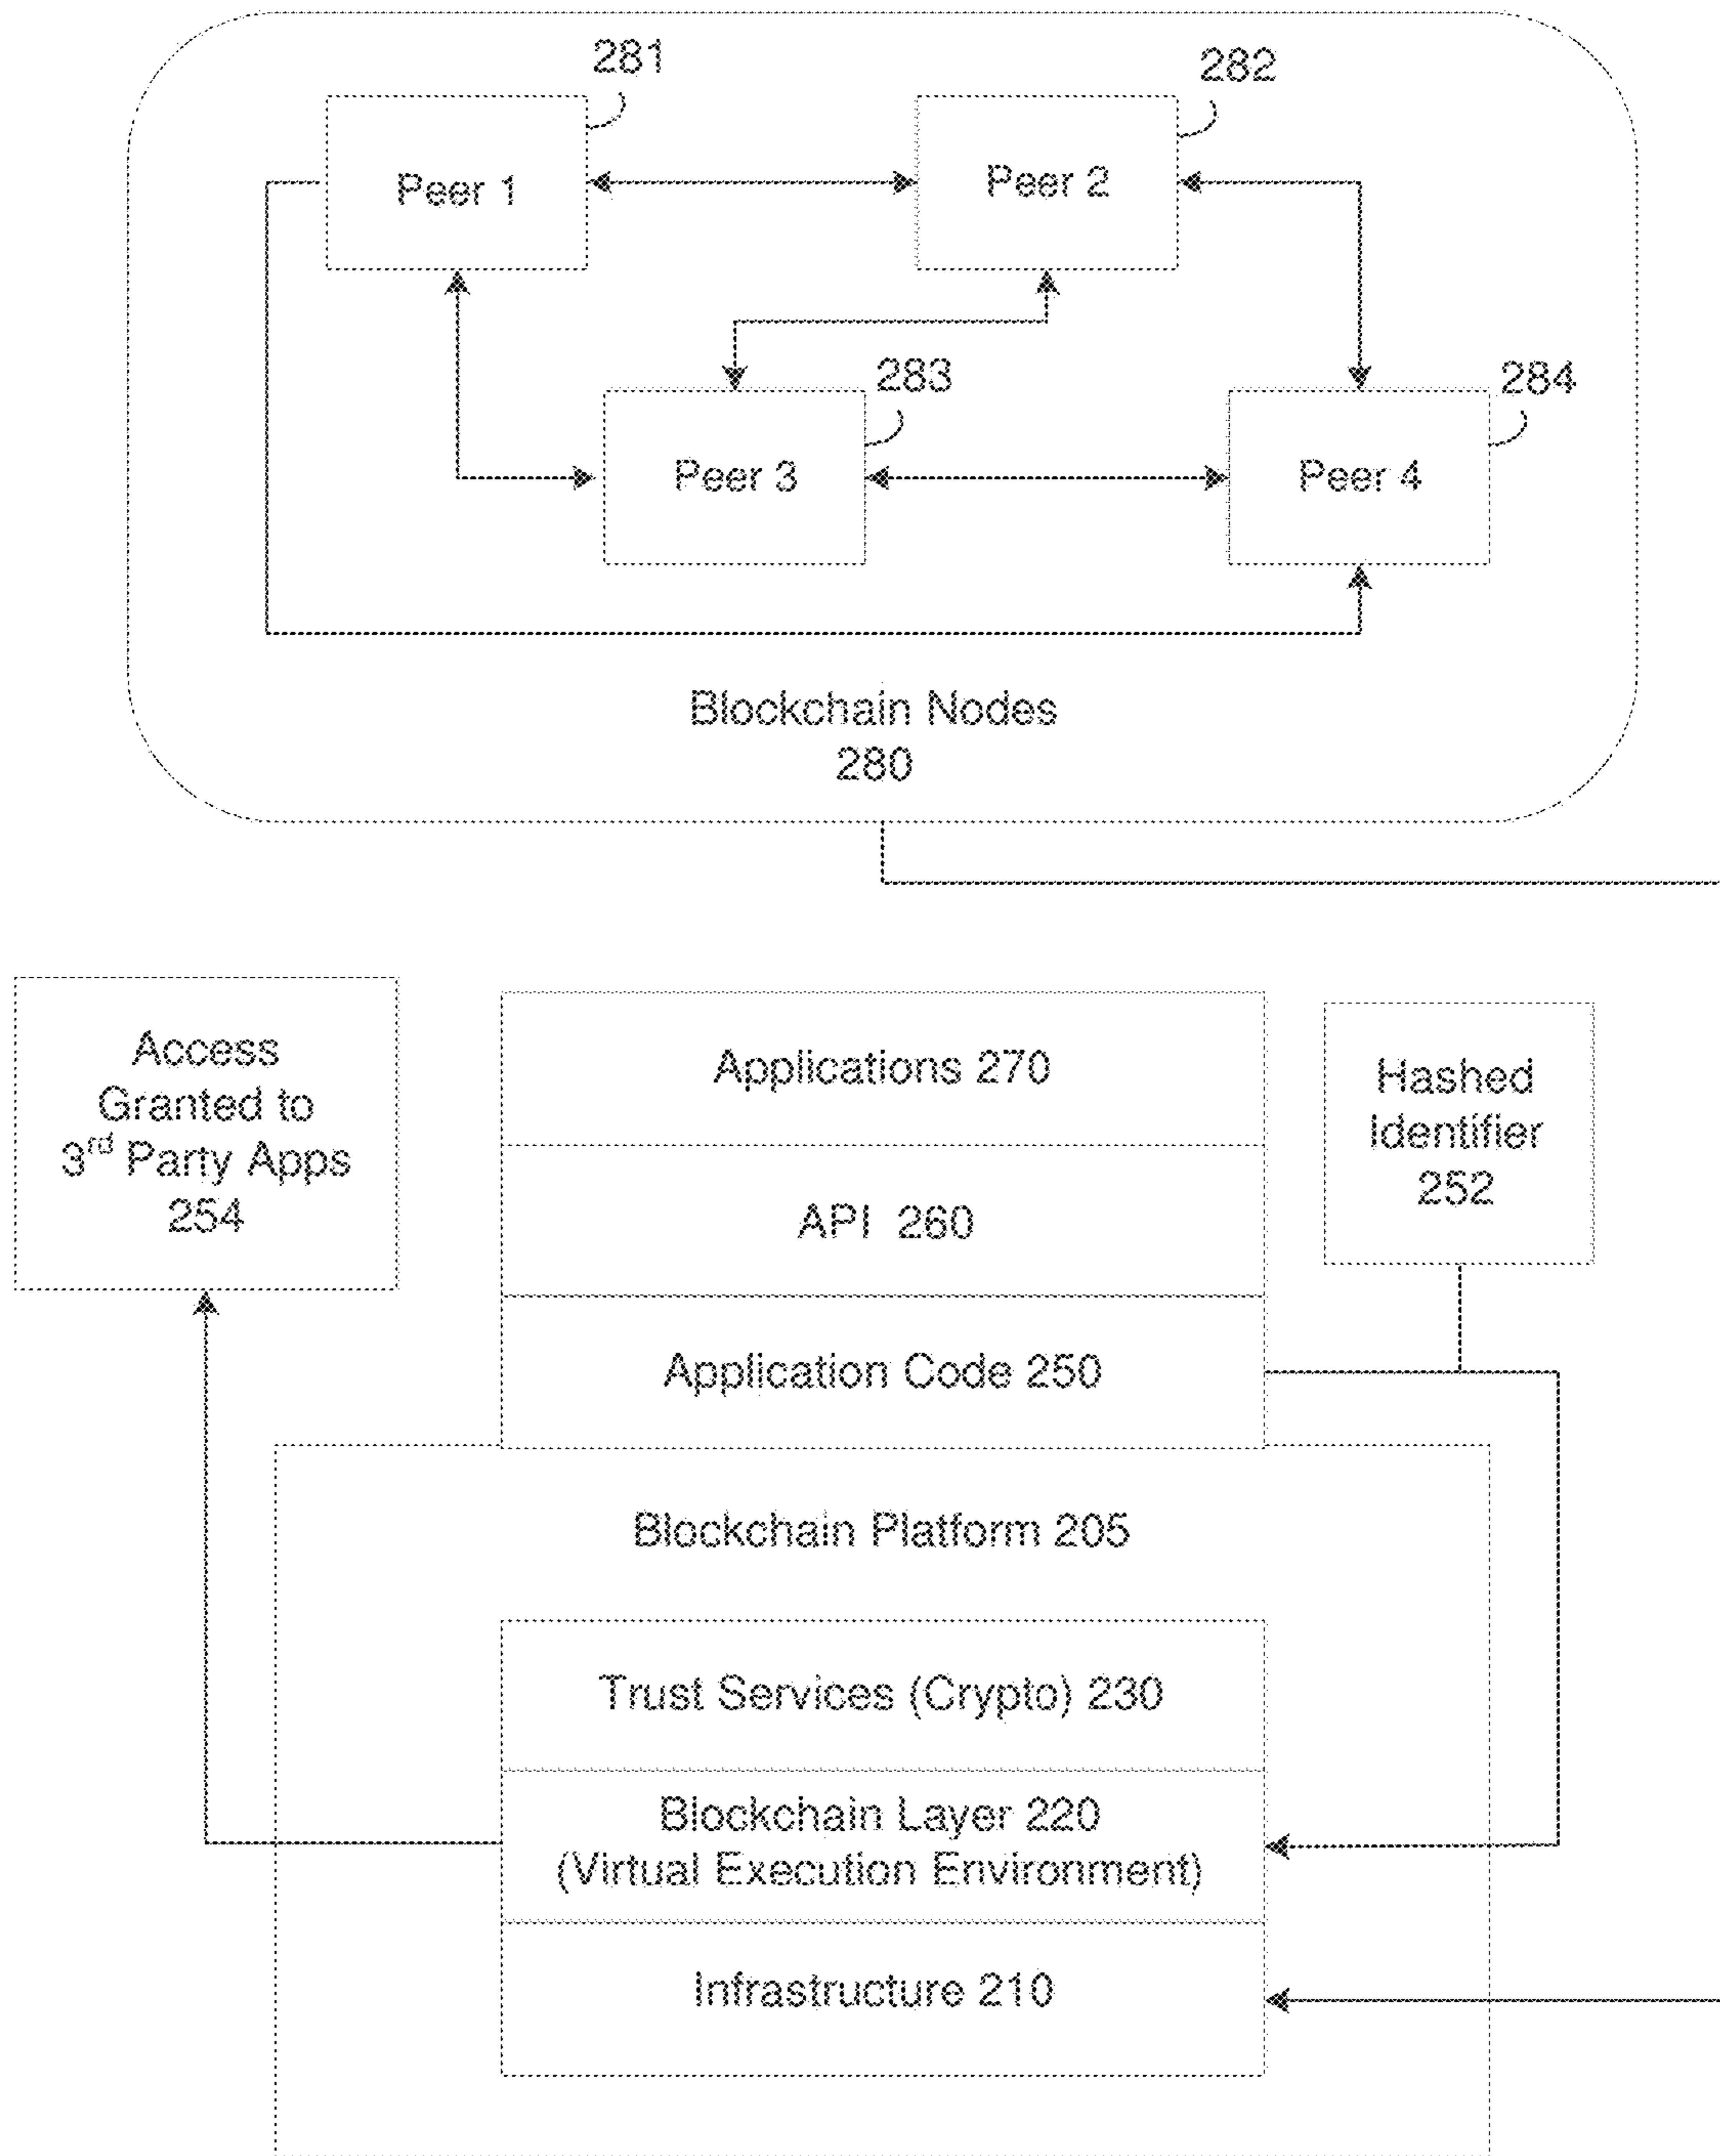 281
282
Peer 1
Peer 2
283
284
Peer 3
Peer 4
Blockchain Nodes
280
Access
Granted to
3rd Party Apps
254
Applications 270
API 260
Application Code 250
Hashed
Identifier
252
Blockchain Platform 205
Trust Services (Crypto) 230
Blockchain Layer 220
(Virtual Execution Environment)
Infrastructure 210